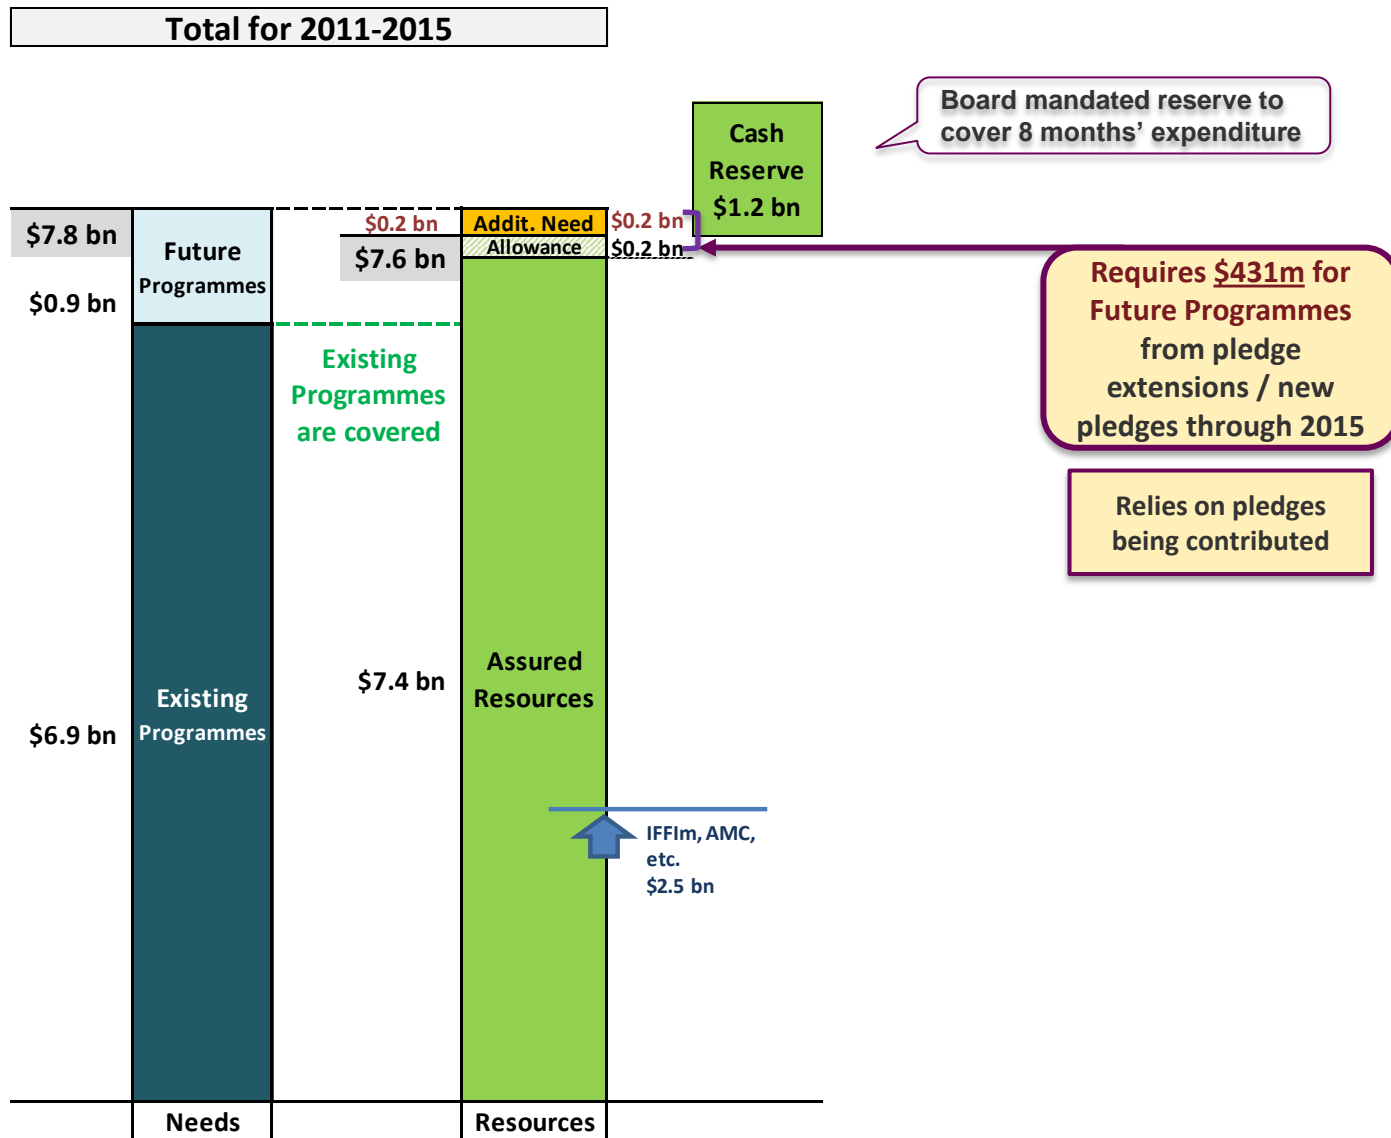 Total for 2011-2015
Board mandated reserve to
cover 8 months’ expenditure
Cash
Reserve
$1.2 bn
$7.8 bn
$0.9 bn
$6.9 bn
Future
Programmes
Existing
Programmes
$0.2 bn
$7.6 bn
Existing
Programmes
are covered
$7.4 bn
Addit. Need
Allowance
Assured
Resources
$0.2 bn
$0.2 bn
IFFIm, AMC,
etc.
$2.5 bn
Requires $431m for
Future Programmes
from pledge
extensions / new
pledges through 2015
Relies on pledges
being contributed
Needs
Resources